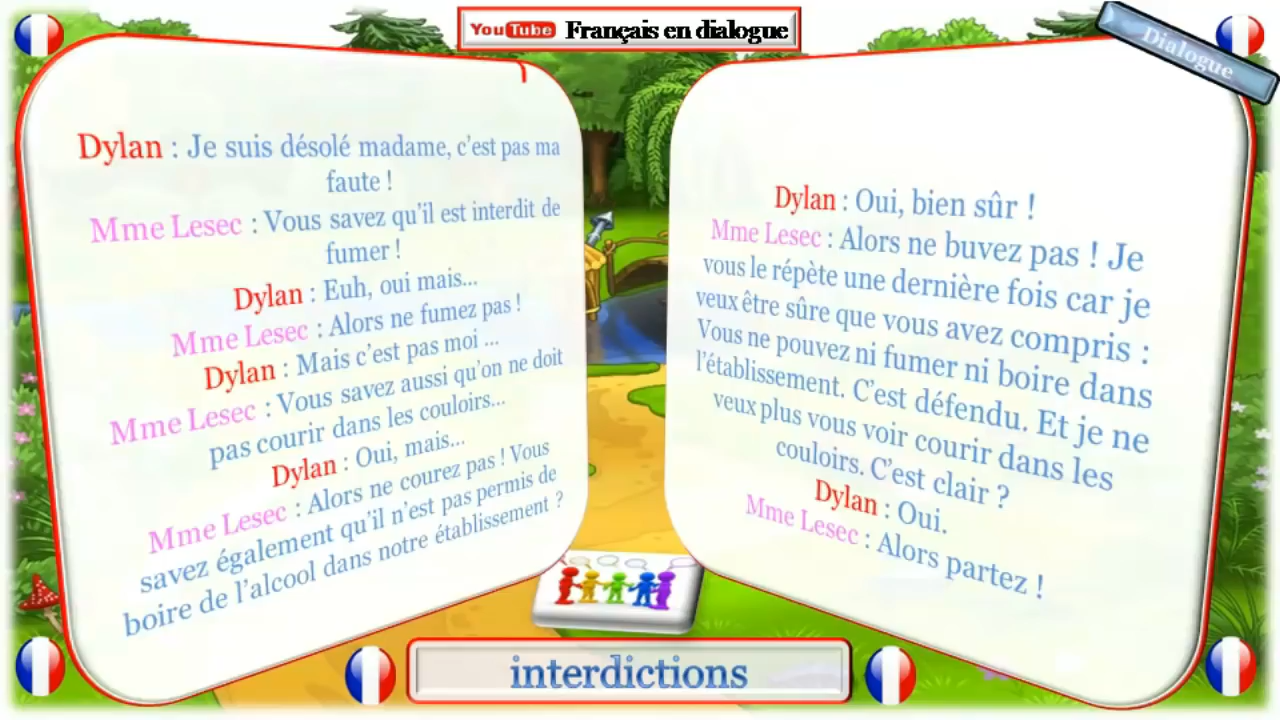 YouTube Français en dialogue
Dialogue
Dylan : Je suis désolé madame, c'est pas ma
faute !
Mme Lesec : Vous savez qu'il est interdit de
fumer !
Dylan : Euh, oui mais...
Mme Lesec : Alors ne fumez pas !
Dylan : Mais c'est pas moi ...
Mme Lesec : Vous savez aussi qu'on ne doit
pas courir dans les couloirs...
Dylan : Oui, mais...
Mme Lesec : Alors ne courez pas ! Vous
savez également qu'il n'est pas permis de
boire de l'alcool dans notre établissement ?
Dylan : Oui, bien sûr !
Mme Lesec : Alors ne buvez pas ! Je
vous le répète une dernière fois car je
veux être sûre que vous avez compris :
Vous ne pouvez ni fumer ni boire dans
l'établissement. C'est défendu. Et je ne
veux plus vous voir courir dans les
couloirs. C'est clair ?
Dylan : Oui.
Mme Lesec : Alors partez !
interdictions